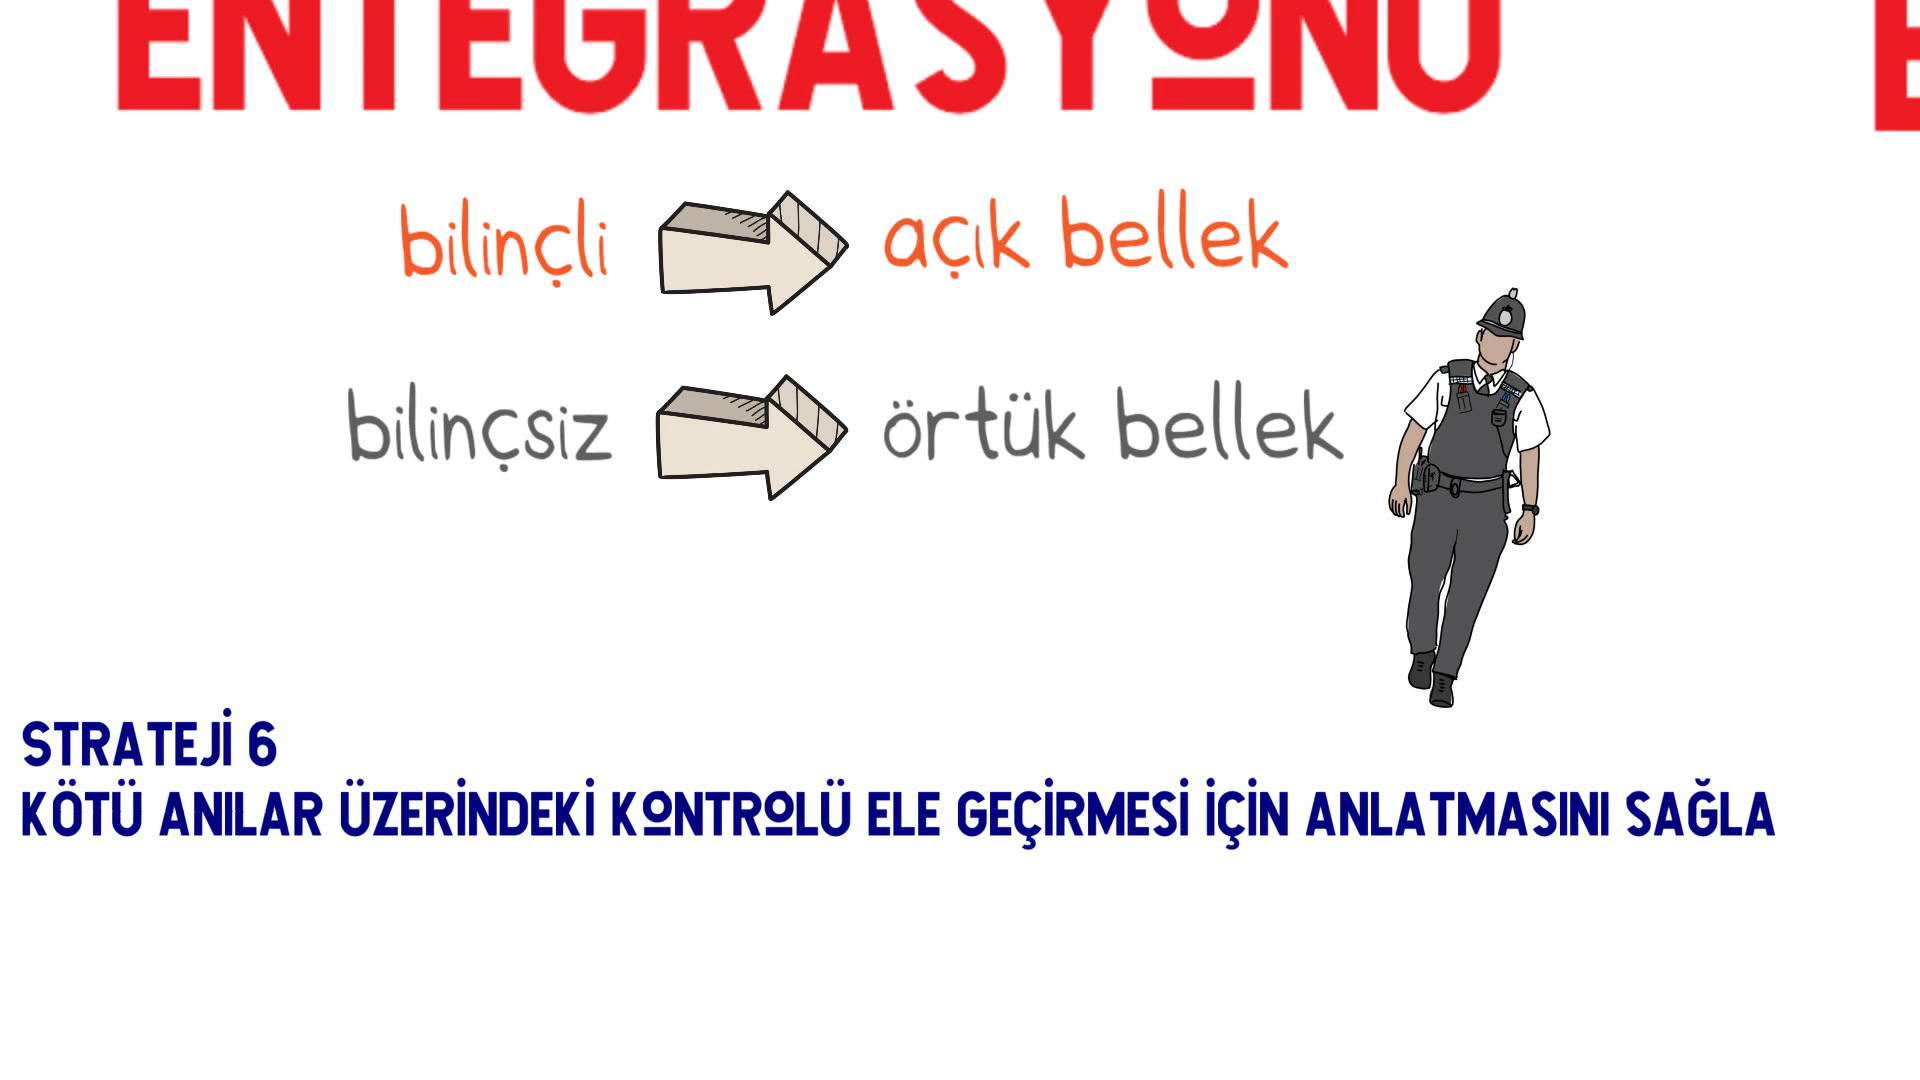 ENTEGRASYONU
bilinçli açık bellek
bilinçsiz örtük bellek
STRATEJİ 6
KÖTÜ ANILAR ÜZERİNDEKİ KONTROLÜ ELE GEÇİRMESİ İÇİN ANLATMASINI SAĞLA